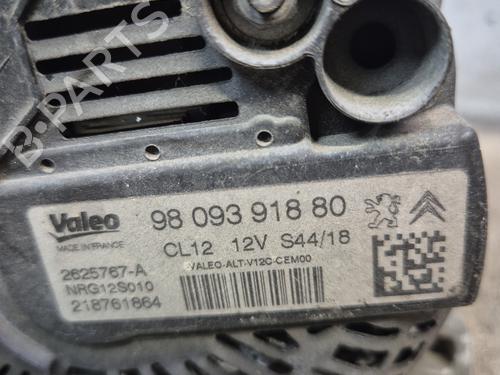 B-PARTS
Valeo
MADE IN FRANCE
98 093 918 80
CL12 12V S44/18
VALEO-ALT-V12C-CEM00
2625767-A
NRG12S010
218761864